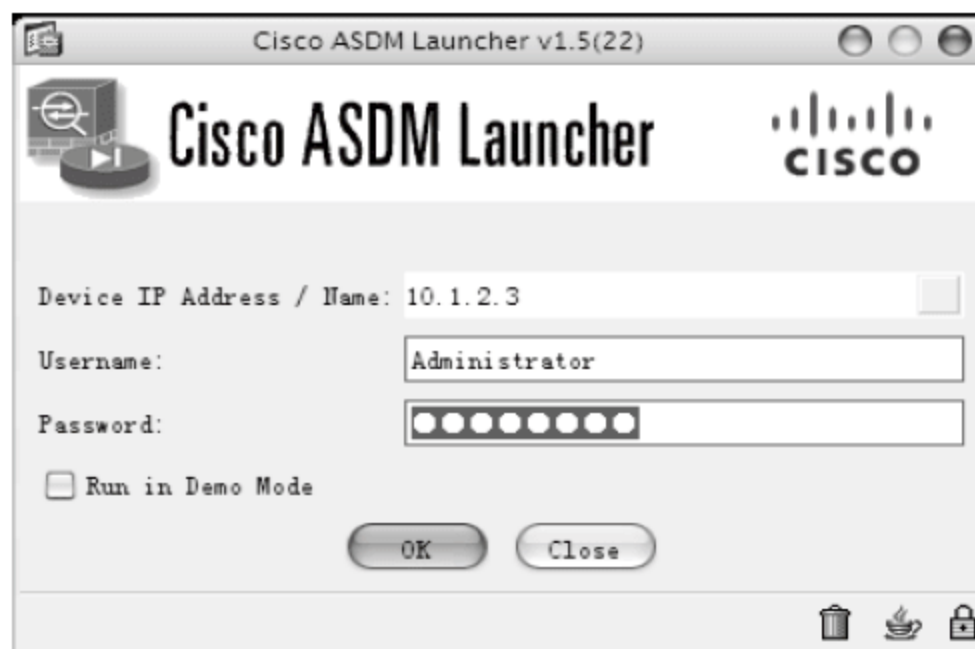 Cisco ASDM Launcher v1.5(22)
Cisco ASDM Launcher
CISCO
Device IP Address / Name: 10.1.2.3
Username: Administrator
Password:
Run in Demo Mode
OK Close